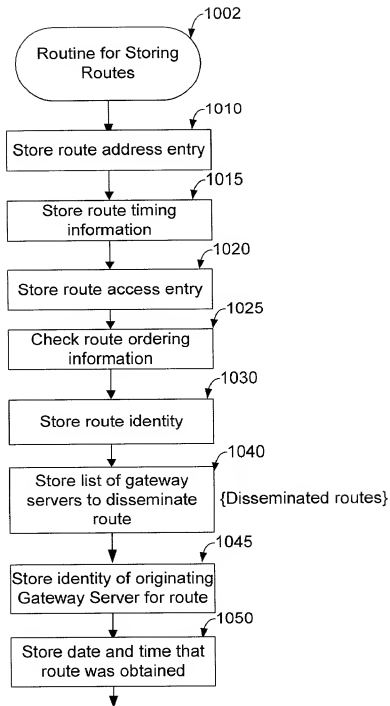 1002
Routine for Storing
Routes
1010
Store route address entry
1015
Store route timing
information
1020
Store route access entry
1025
Check route ordering
information
1030
Store route identity
1040
Store list of gateway
servers to disseminate
route
{Disseminated routes}
1045
Store identity of originating
Gateway Server for route
1050
Store date and time that
route was obtained